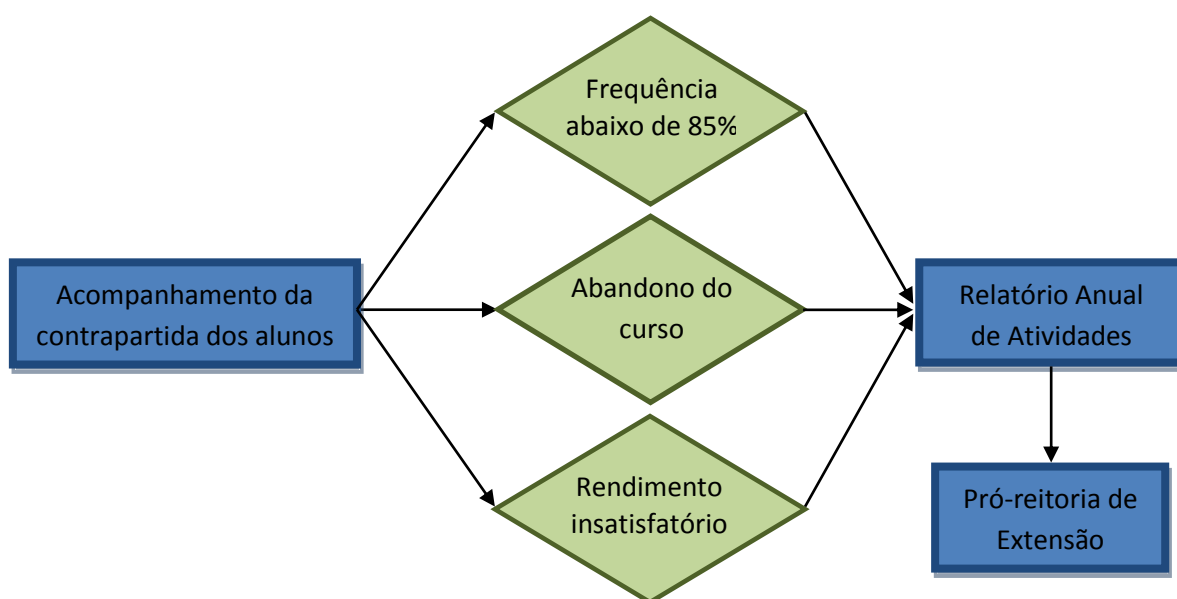 Frequência
abaixo de 85%
Acompanhamento da
contrapartida dos alunos
Abandono do
curso
Relatório Anual
de Atividades
Rendimento
insatisfatório
Pró-reitoria de
Extensão